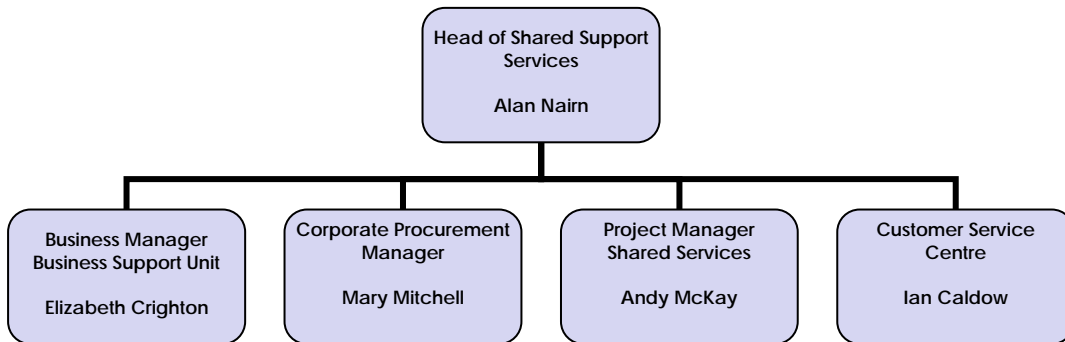 Head of Shared Support
Services
Alan Nairn
Business Manager
Business Support Unit
Elizabeth Crighton
Corporate Procurement
Manager
Mary Mitchell
Project Manager
Shared Services
Andy McKay
Customer Service
Centre
Ian Caldow